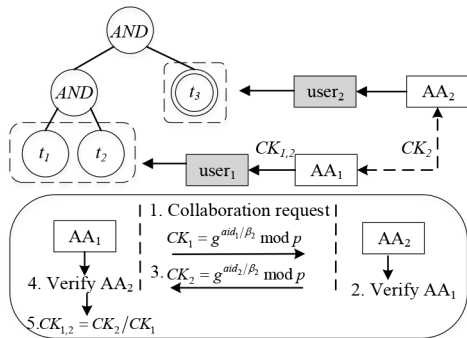 AND
AND
t₃
user₂
AA₂
t₁
t₂
CK₁,₂
CK₂
user₁
AA₁
1. Collaboration request
AA₁
CK₁ = g^{aid₁/β₂} mod p
AA₂
4. Verify AA₂
3. CK₂ = g^{aid₂/β₂} mod p
2. Verify AA₁
5.CK₁,₂ = CK₂/CK₁